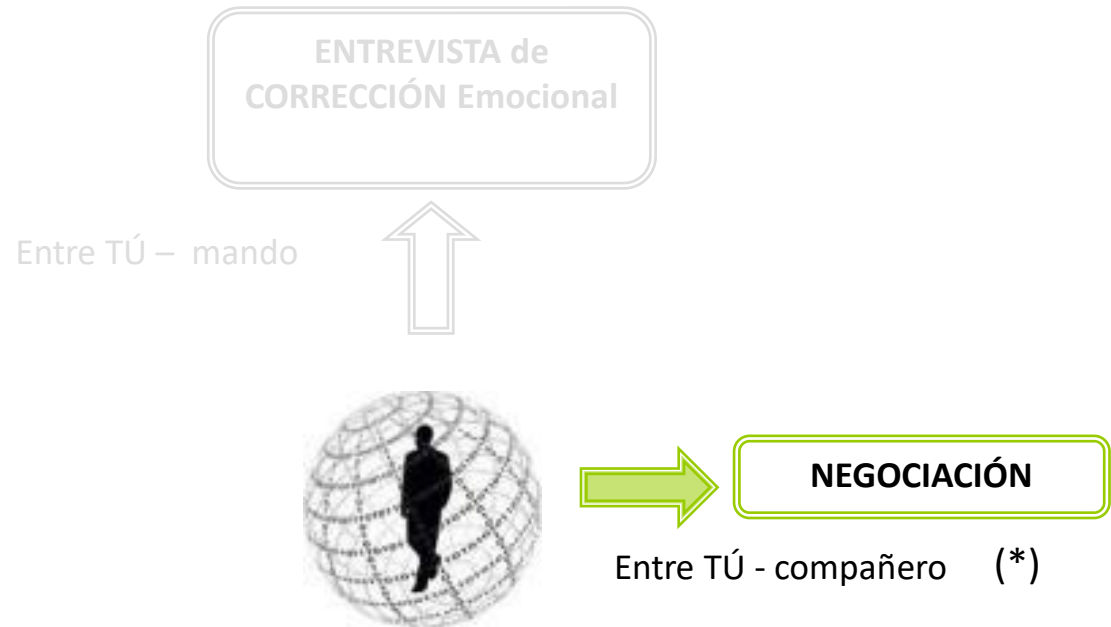 ENTREVISTA de
CORRECCIÓN Emocional
Entre TÚ – mando
NEGOCIACIÓN
Entre TÚ - compañero (*)